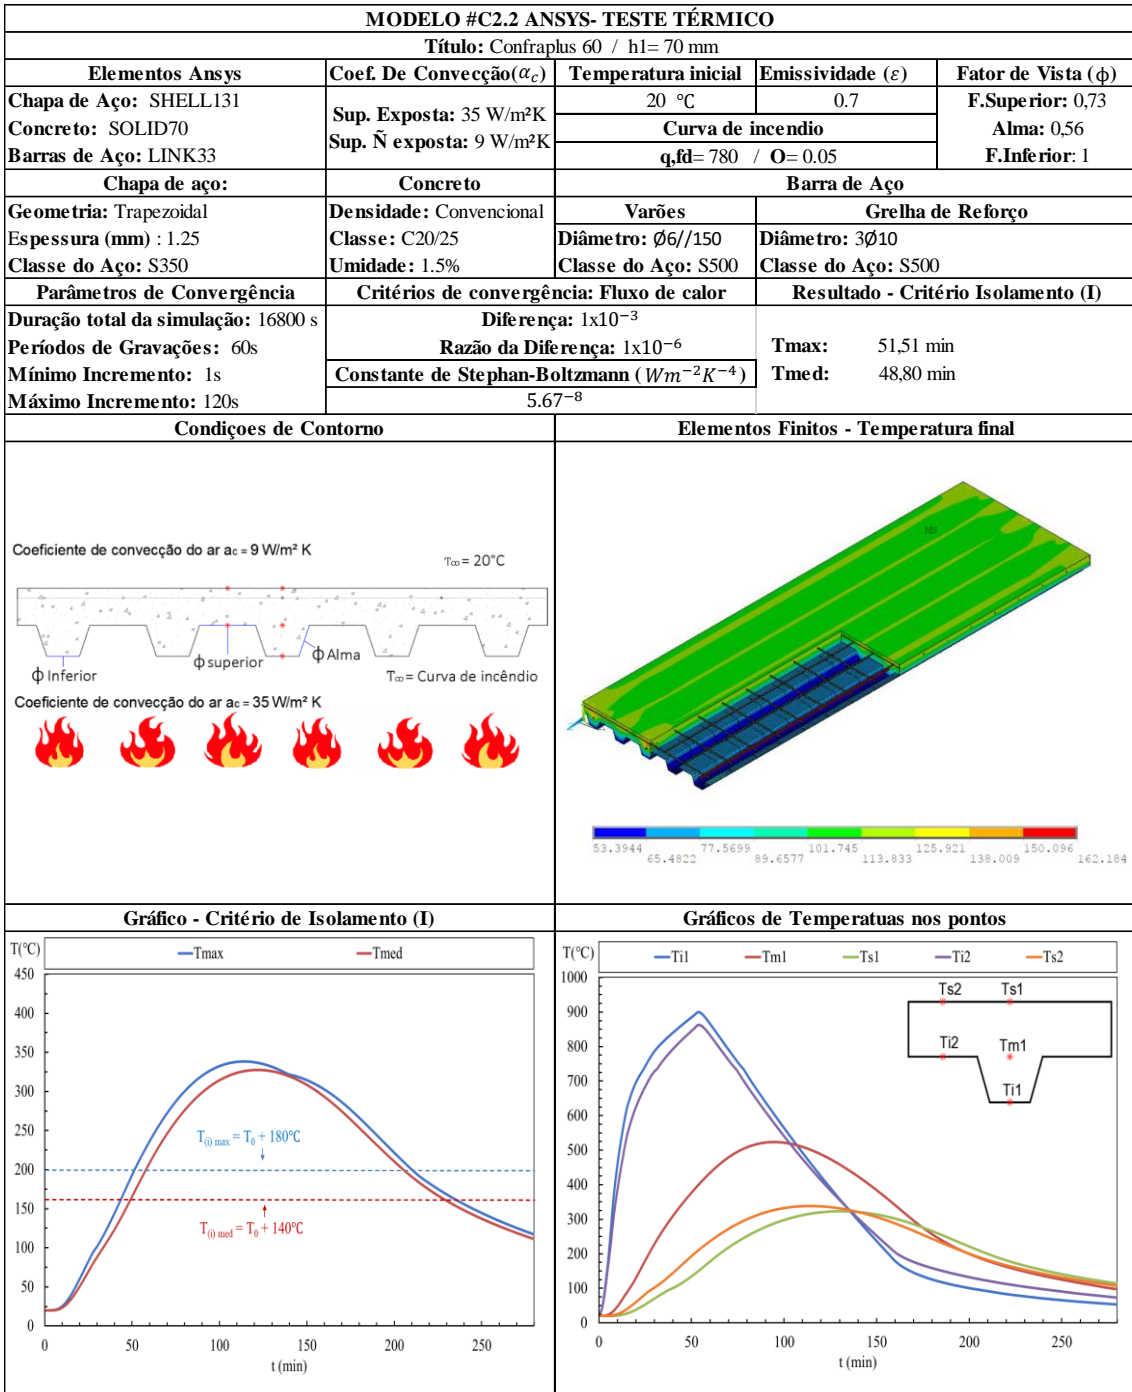 MODELO #C2.2 ANSYS- TESTE TÉRMICO
Título: Confraplus 60 / h1= 70 mm
Elementos Ansys
Coef. De Convecção(α_c)
Temperatura inicial
Emissividade (ε)
Fator de Vista (ϕ)
Chapa de Aço: SHELL131
Concreto: SOLID70
Barras de Aço: LINK33
Sup. Exposta: 35 W/m²K
Sup. Ñ exposta: 9 W/m²K
20 °C
0.7
Curva de incendio
q,fd= 780 / O= 0.05
F.Superior: 0,73
Alma: 0,56
F.Inferior: 1
Chapa de aço:
Concreto
Barra de Aço
Geometria: Trapezoidal
Espessura (mm) : 1.25
Classe do Aço: S350
Densidade: Convencional
Classe: C20/25
Umidade: 1.5%
Varões
Diâmetro: Ø6//150
Classe do Aço: S500
Grelha de Reforço
Diâmetro: 3Ø10
Classe do Aço: S500
Parâmetros de Convergência
Critérios de convergência: Fluxo de calor
Resultado - Critério Isolamento (I)
Duração total da simulação: 16800 s
Períodos de Gravações: 60s
Mínimo Incremento: 1s
Máximo Incremento: 120s
Diferença: 1x10⁻³
Razão da Diferença: 1x10⁻⁶
Constante de Stephan-Boltzmann ( Wm⁻²K⁻⁴)
5.67⁻⁸
Tmax: 51,51 min
Tmed: 48,80 min
Condiçoes de Contorno
Elementos Finitos - Temperatura final
Coeficiente de convecção do ar ac = 9 W/m² K
T∞ = 20°C
ϕ Inferior
ϕ superior
ϕ Alma
T∞ = Curva de incêndio
Coeficiente de convecção do ar ac = 35 W/m² K
53.3944 77.5699 101.745 125.921 150.096
65.4822 89.6577 113.833 138.009 162.184
Gráfico - Critério de Isolamento (I)
Gráficos de Temperatuas nos pontos
T(°C)
Tmax Tmed
450
400
350
300
250
200
150
100
50
0
T(i) max = T0 + 180°C
T(i) med = T0 + 140°C
0 50 100 150 200 250
t (min)
T(°C)
Ti1 Tm1 Ts1 Ti2 Ts2
1000
900
800
700
600
500
400
300
200
100
0
Ts2 Ts1
Ti2 Tm1
Ti1
0 50 100 150 200 250
t (min)